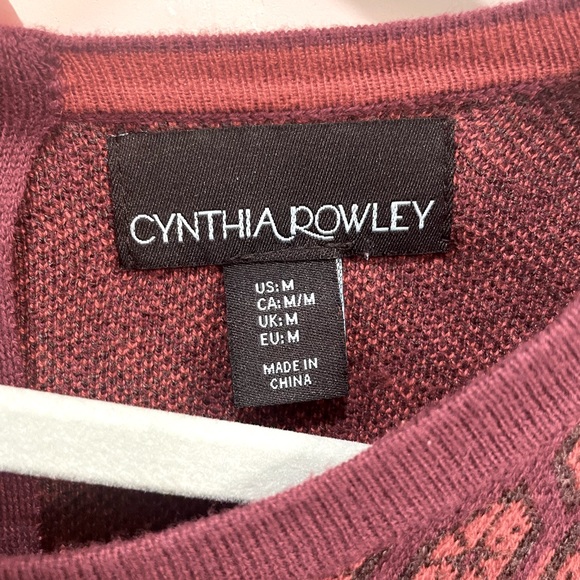 CYNTHIA ROWLEY
US: M
CA: M/M
UK: M
EU: M
MADE IN
CHINA